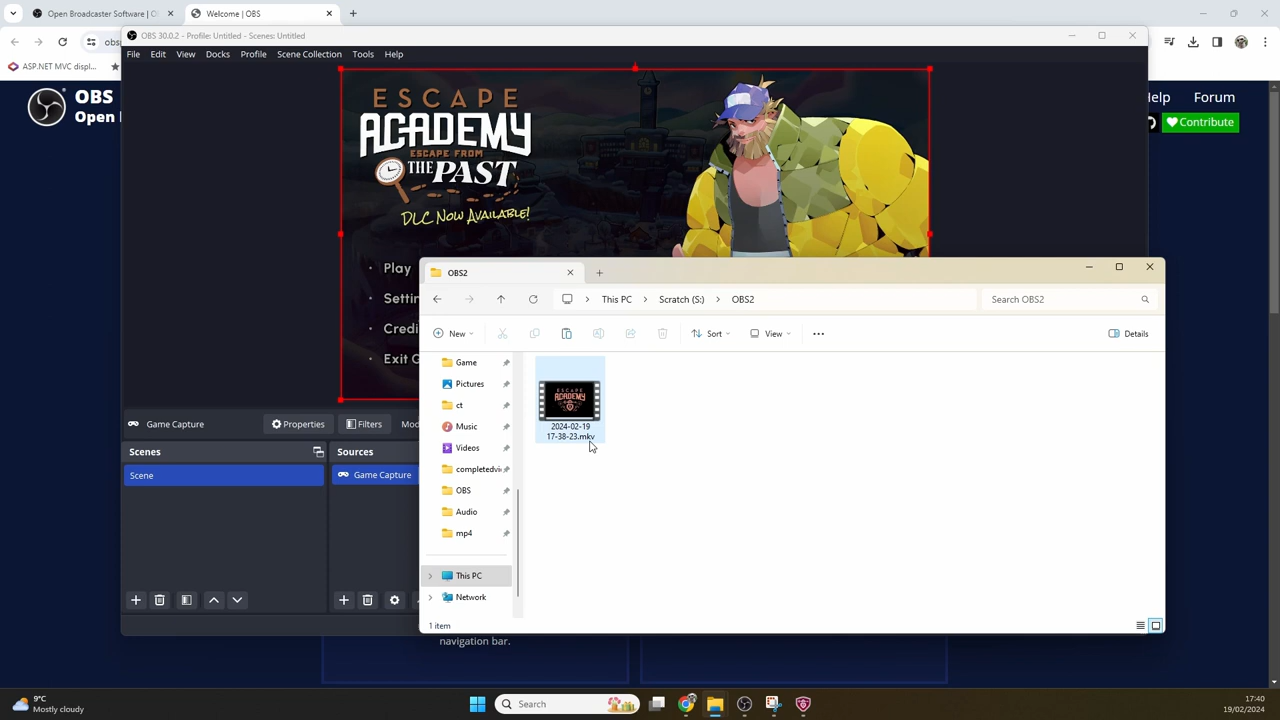 Open Broadcaster Software | O
Welcome | OBS
obs
ASP.NET MVC displ...
OBS
Open
Help
Forum
Contribute
OBS 30.0.2 - Profile: Untitled - Scenes: Untitled
File
Edit
View
Docks
Profile
Scene Collection
Tools
Help
ESCAPE
ACADEMY
ESCAPE FROM
THE PAST
DLC Now Available!
Play
Settin
Credi
Exit G
Game Capture
Properties
Filters
Mod
Scenes
Scene
Sources
Game Capture
OBS2
This PC
Scratch (S:)
OBS2
Search OBS2
New
Sort
View
Details
Game
Pictures
ct
Music
Videos
completedvi
OBS
Audio
mp4
This PC
Network
ESCAPE
ACADEMY
2024-02-19
17-38-23.mkv
1 item
navigation bar.
9°C
Mostly cloudy
Search
17:40
19/02/2024